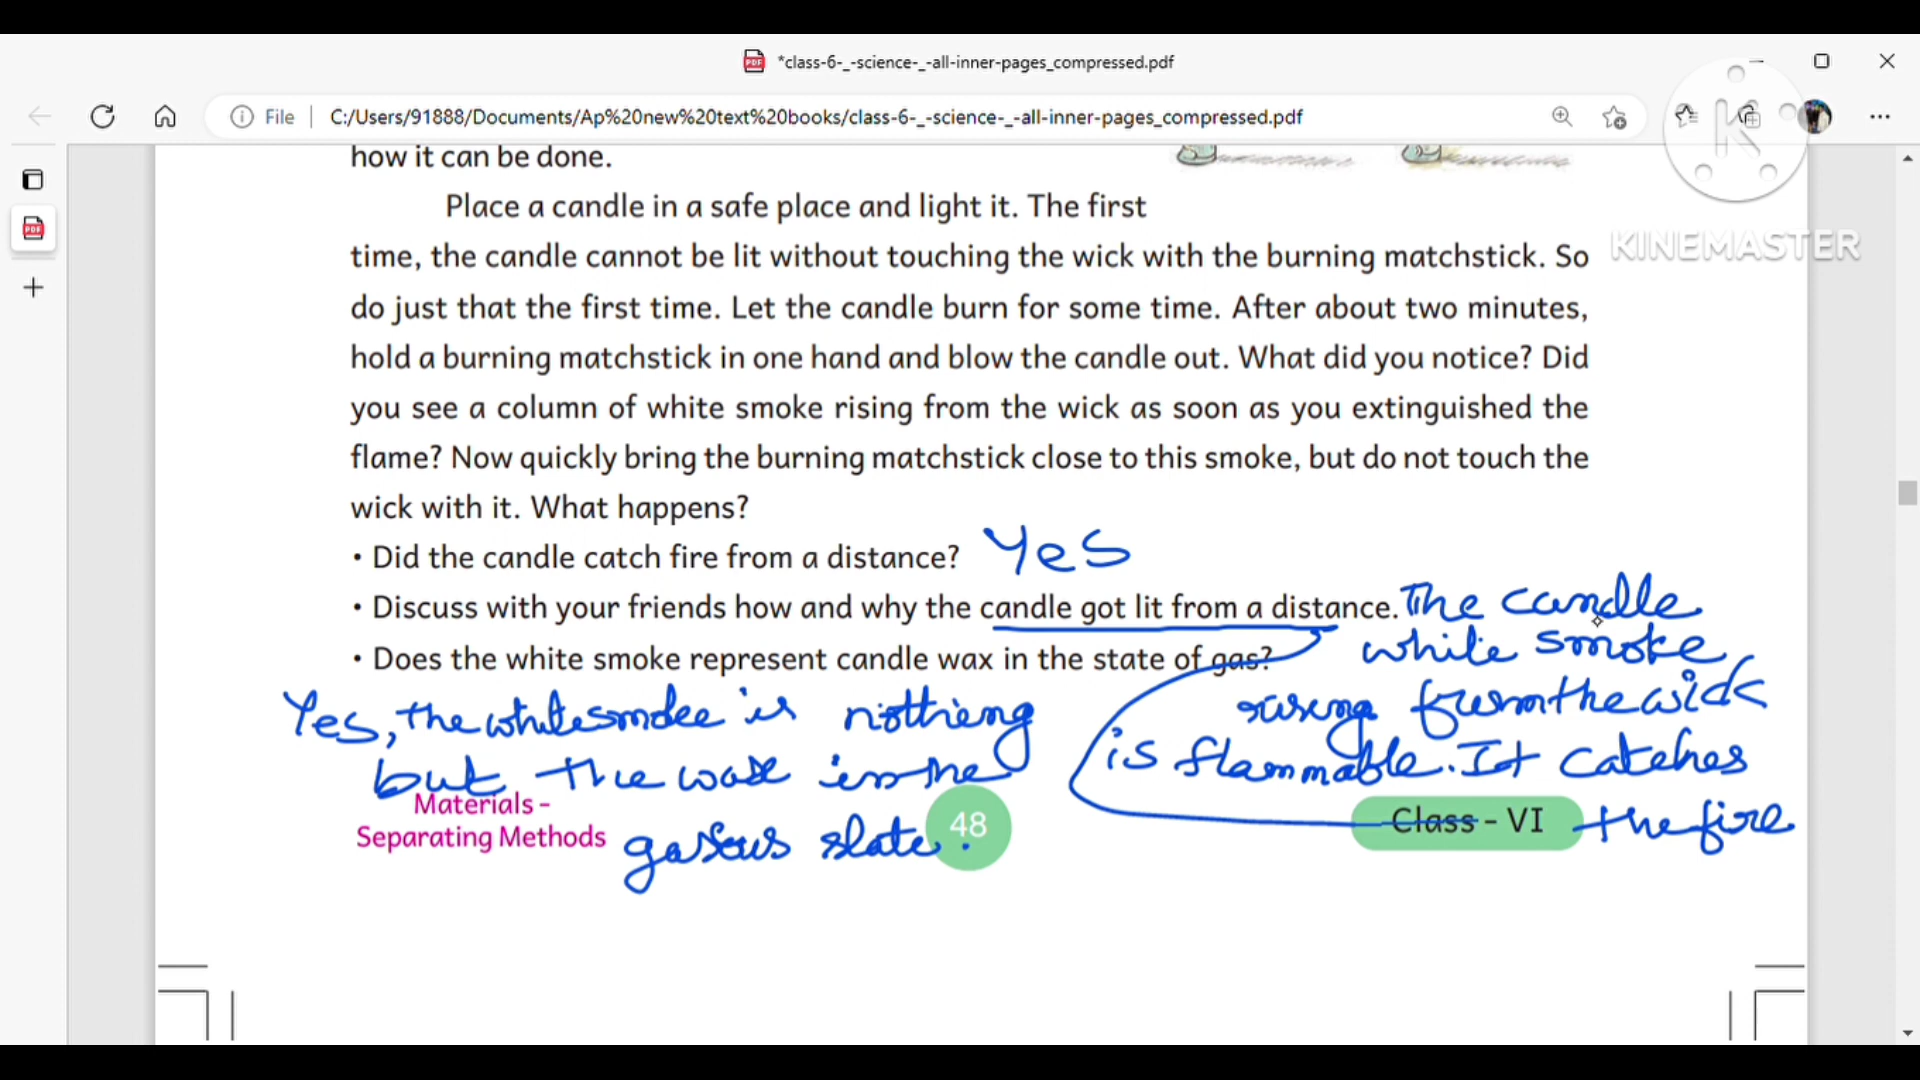 *class-6-_-science-_-all-inner-pages_compressed.pdf
File | C:/Users/91888/Documents/Ap%20new%20text%20books/class-6-_-science-_-all-inner-pages_compressed.pdf
KINEMASTER
how it can be done.
Place a candle in a safe place and light it. The first
time, the candle cannot be lit without touching the wick with the burning matchstick. So
do just that the first time. Let the candle burn for some time. After about two minutes,
hold a burning matchstick in one hand and blow the candle out. What did you notice? Did
you see a column of white smoke rising from the wick as soon as you extinguished the
flame? Now quickly bring the burning matchstick close to this smoke, but do not touch the
wick with it. What happens?
• Did the candle catch fire from a distance? Yes
• Discuss with your friends how and why the candle got lit from a distance. The candle
while smoke
rising from the wick
is flammable. It catches
the fire
• Does the white smoke represent candle wax in the state of gas?
Yes, the white smoke is nothing
but the wax in the
gaseous state.
Materials -
Separating Methods
48
Class - VI